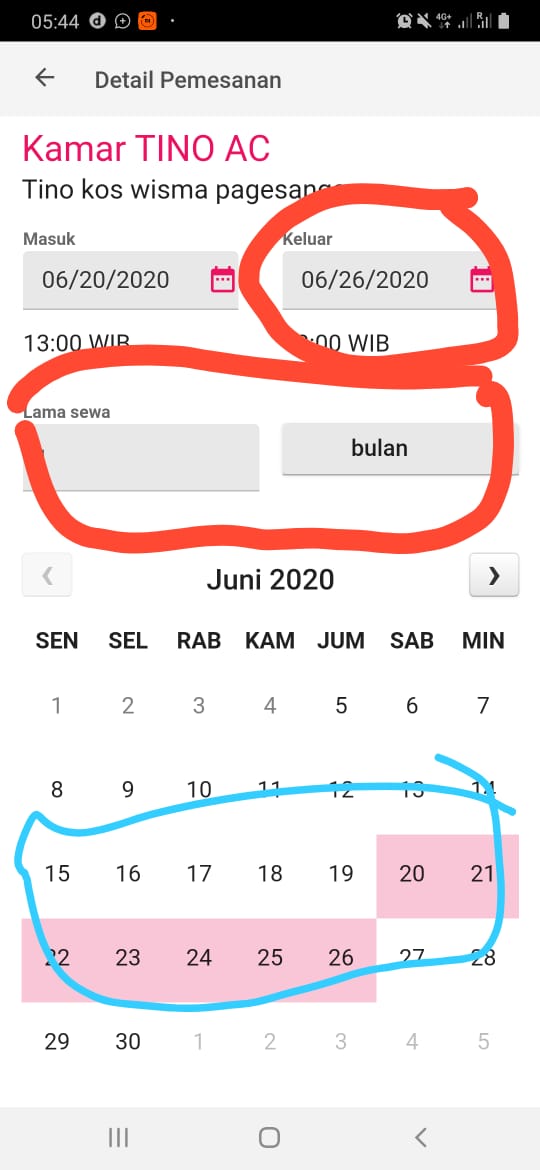 05:44
4G+
R
Detail Pemesanan
Kamar TINO AC
Tino kos wisma pagesangan
Masuk Keluar
06/20/2020 06/26/2020
13:00 WIB :00 WIB
Lama sewa
bulan
Juni 2020
SEN SEL RAB KAM JUM SAB MIN
1 2 3 4 5 6 7
8 9 10 11 12 13 14
15 16 17 18 19 20 21
22 23 24 25 26 27 28
29 30 1 2 3 4 5